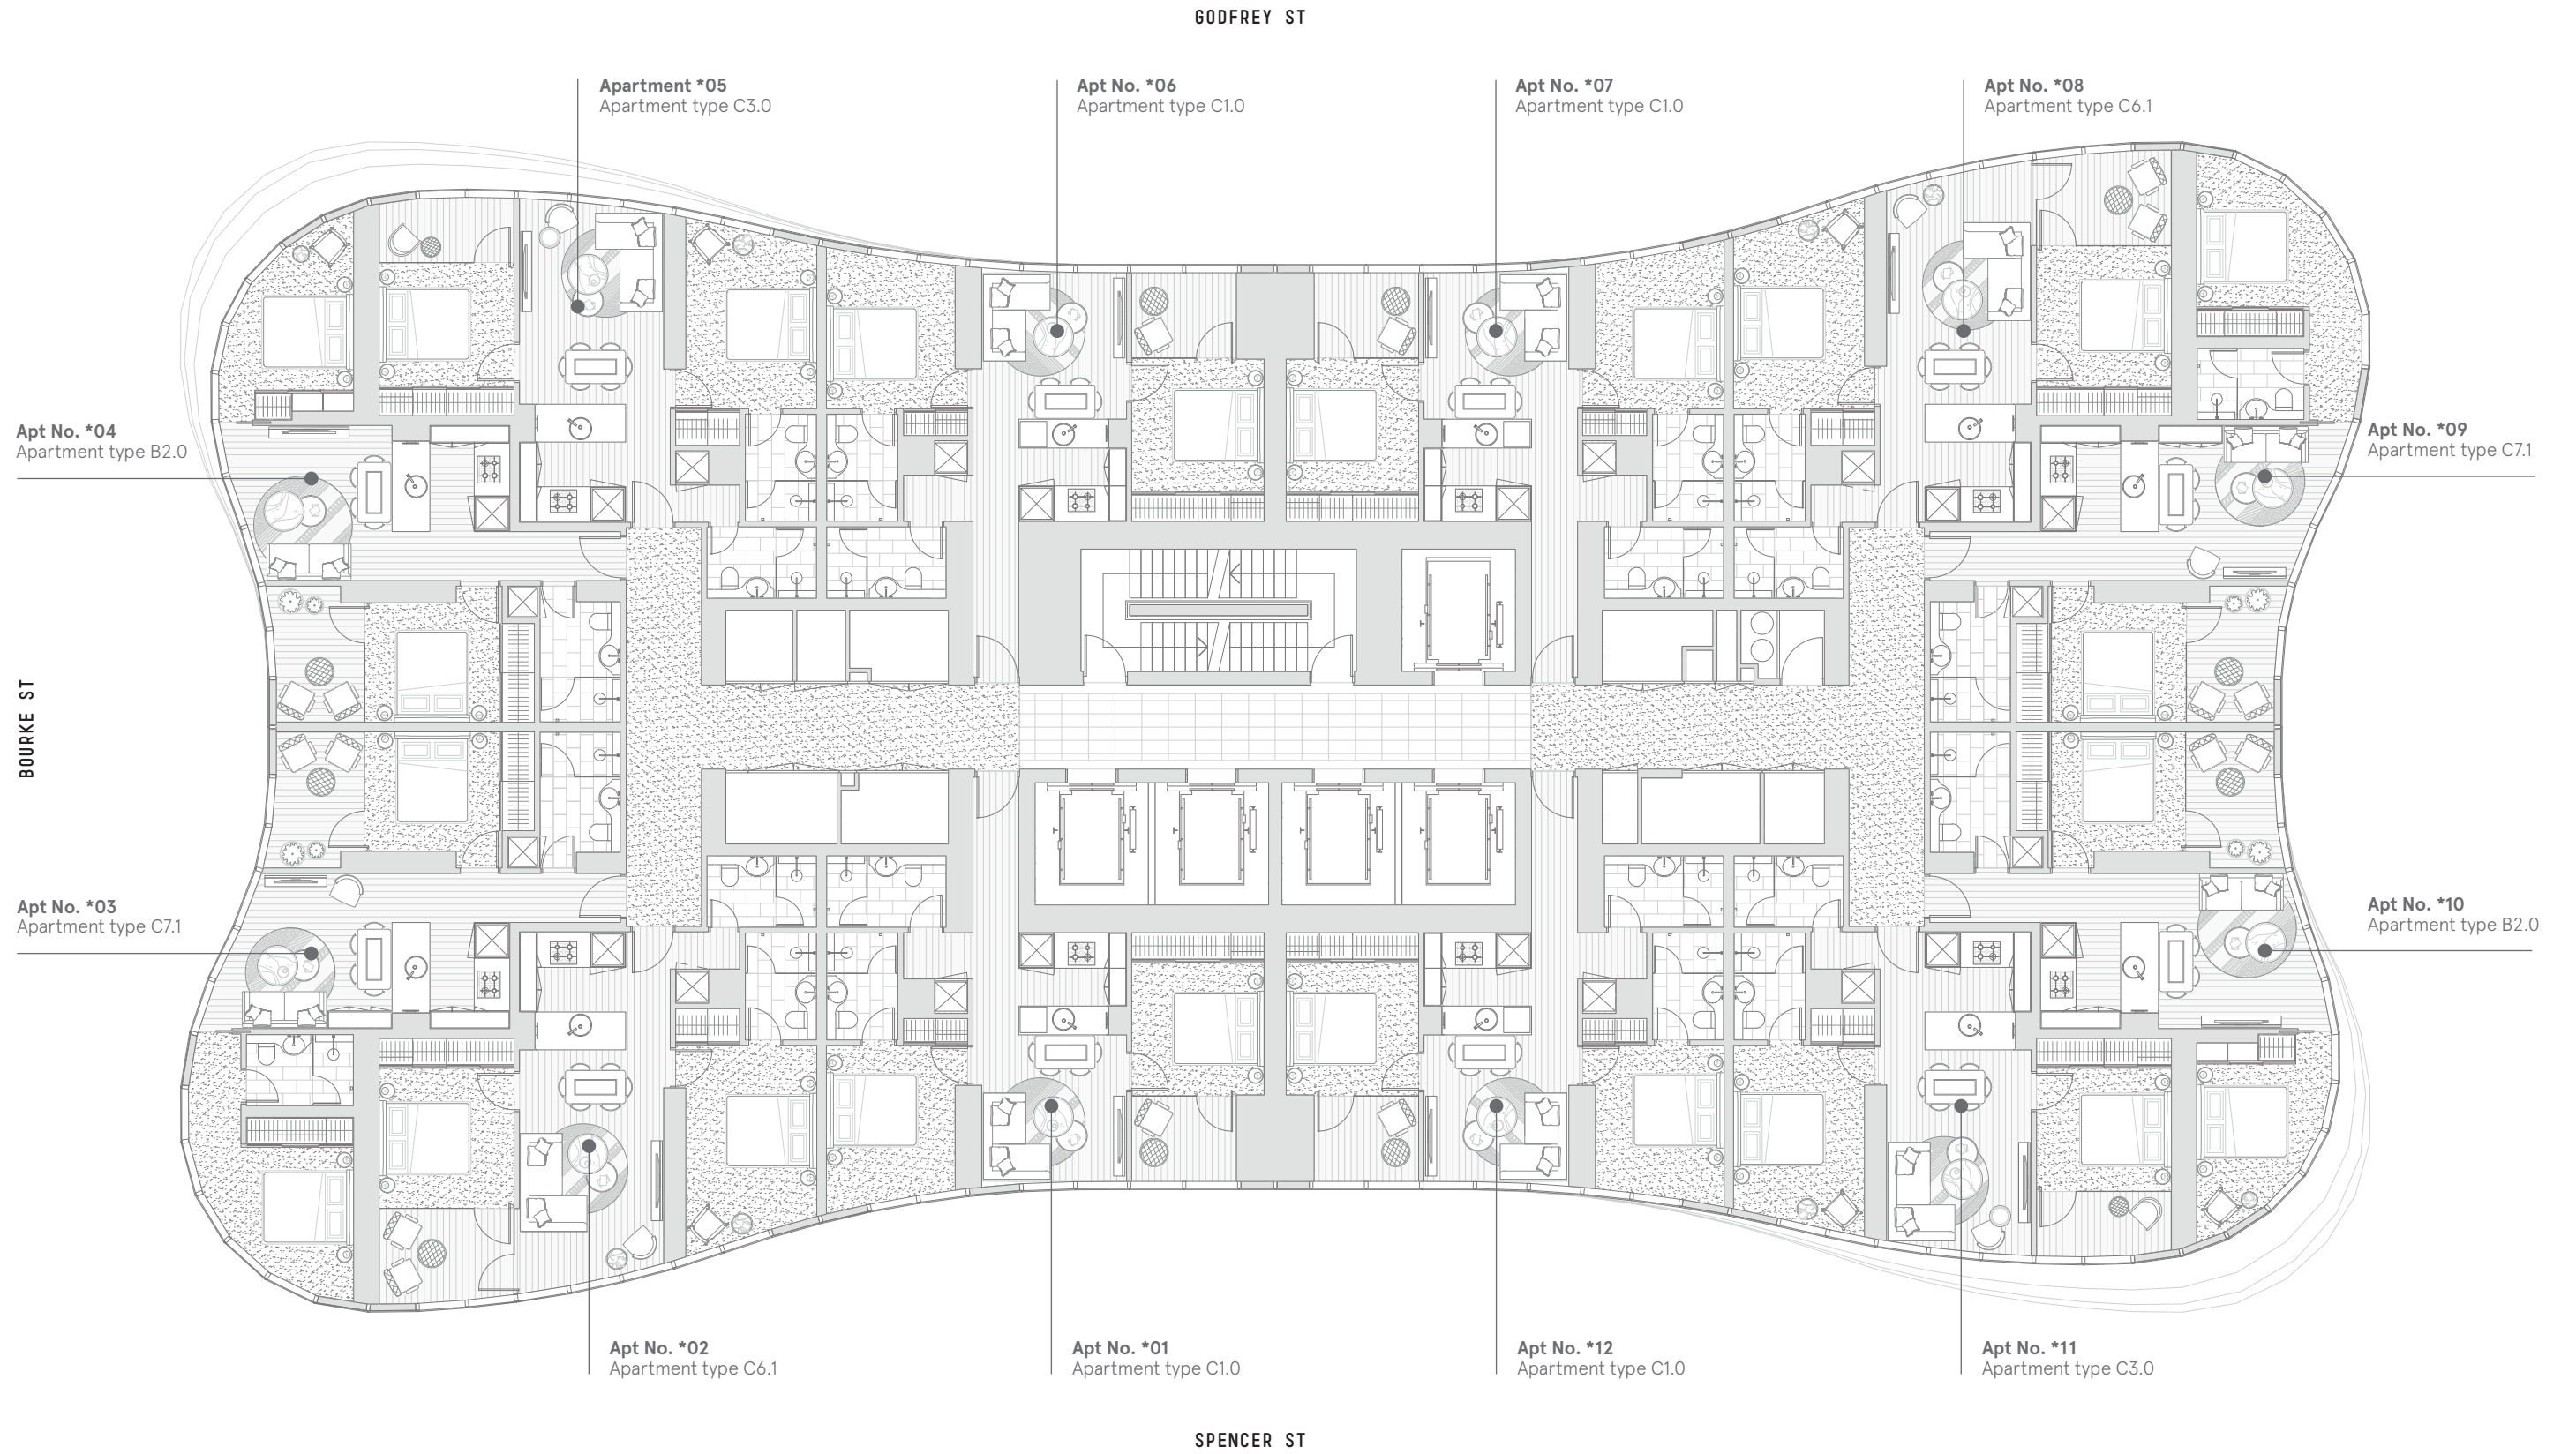 GODFREY ST
Apartment *05
Apartment type C3.0
Apt No. *06
Apartment type C1.0
Apt No. *07
Apartment type C1.0
Apt No. *08
Apartment type C6.1
Apt No. *04
Apartment type B2.0
Apt No. *09
Apartment type C7.1
BOURKE ST
Apt No. *03
Apartment type C7.1
Apt No. *10
Apartment type B2.0
Apt No. *02
Apartment type C6.1
Apt No. *01
Apartment type C1.0
Apt No. *12
Apartment type C1.0
Apt No. *11
Apartment type C3.0
SPENCER ST